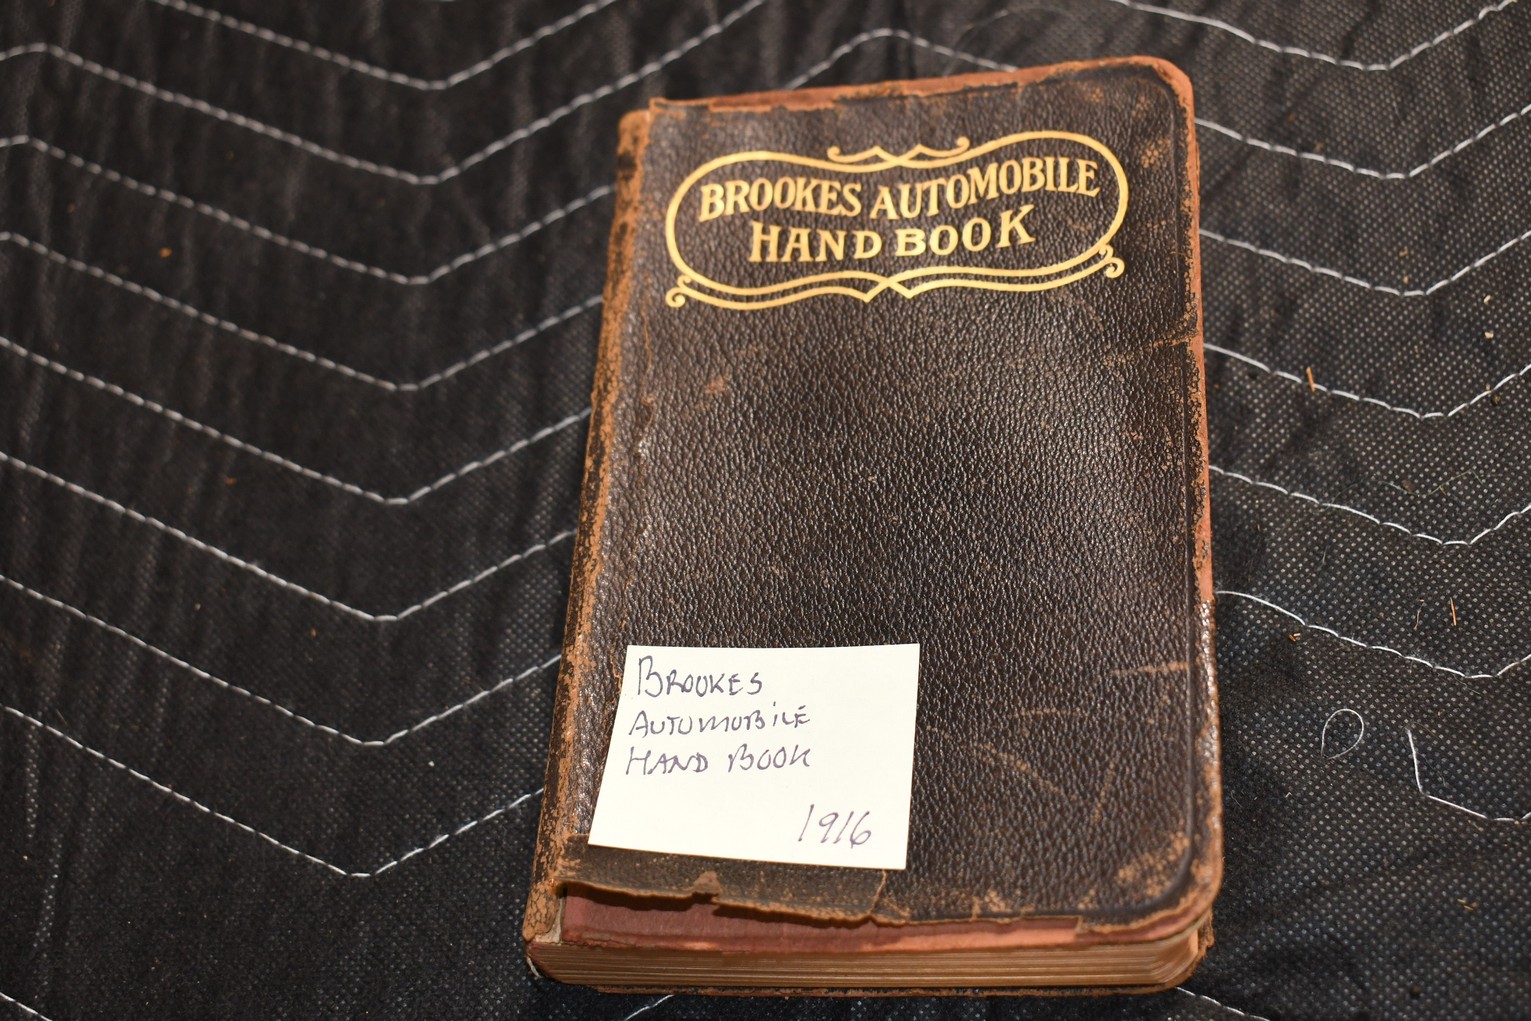 BROOKES AUTOMOBILE
HAND BOOK
BROOKES
AUTOMOBILE
HAND BOOK
1916